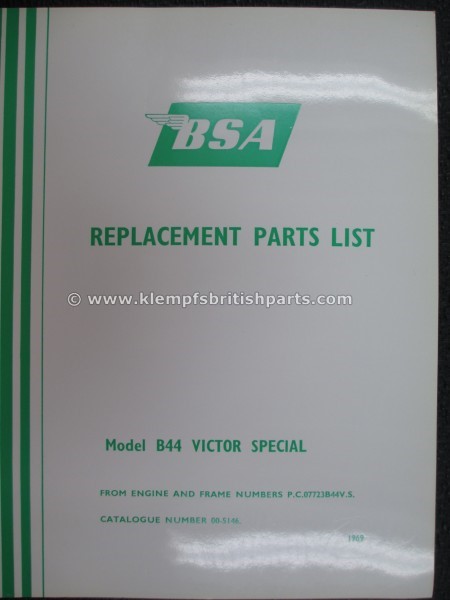 BSA
REPLACEMENT PARTS LIST
© www.klempfsbritishparts.com
Model B44 VICTOR SPECIAL
FROM ENGINE AND FRAME NUMBERS P.C.07723B44V.S.
CATALOGUE NUMBER 00-5146.
1969